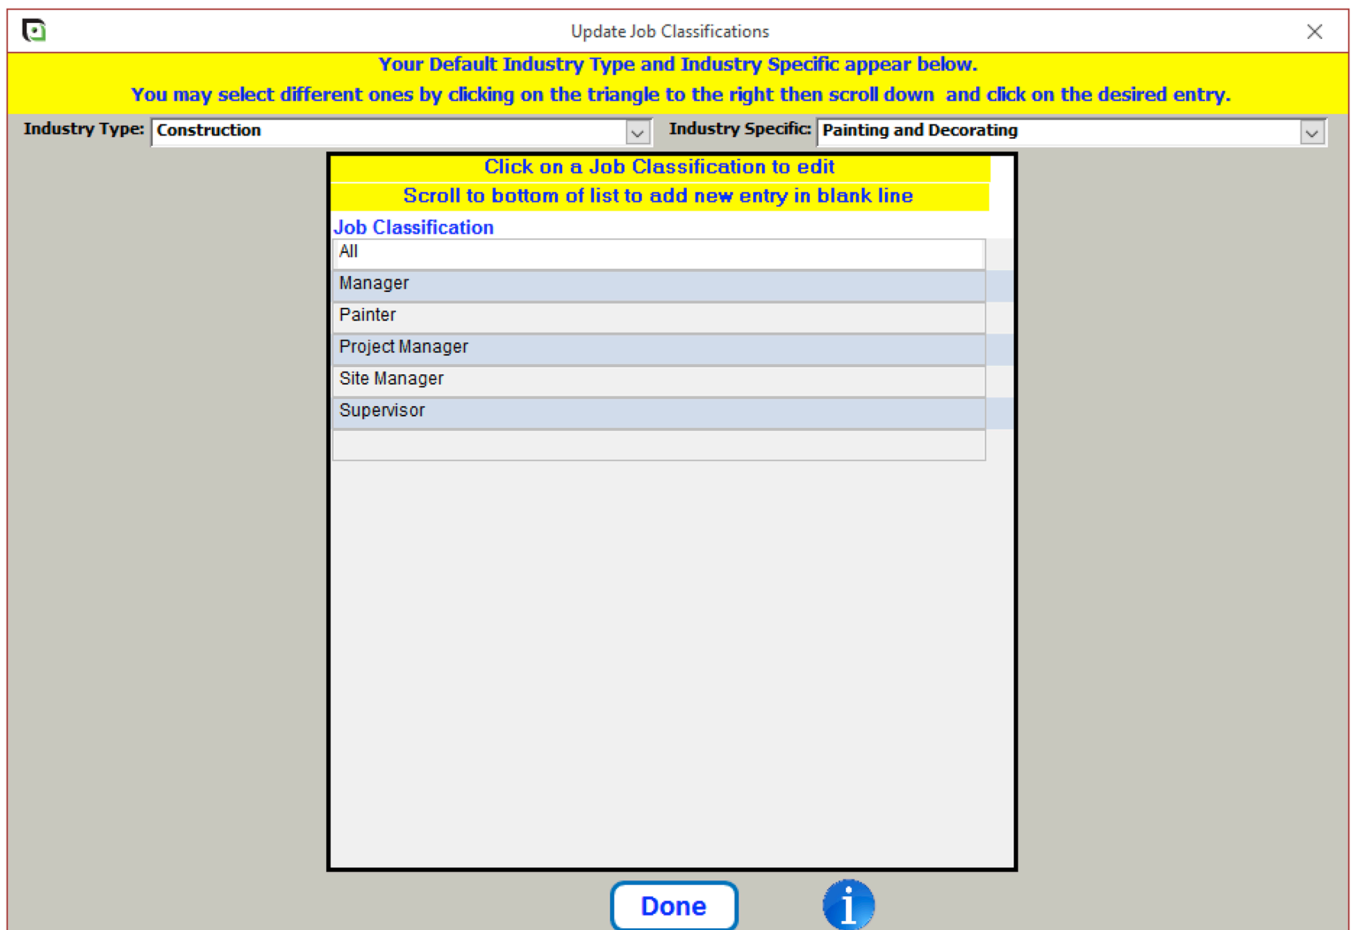 Update Job Classifications
Your Default Industry Type and Industry Specific appear below.
You may select different ones by clicking on the triangle to the right then scroll down and click on the desired entry.
Industry Type: Construction Industry Specific: Painting and Decorating
Click on a Job Classification to edit
Scroll to bottom of list to add new entry in blank line
Job Classification
All
Manager
Painter
Project Manager
Site Manager
Supervisor
Done
i